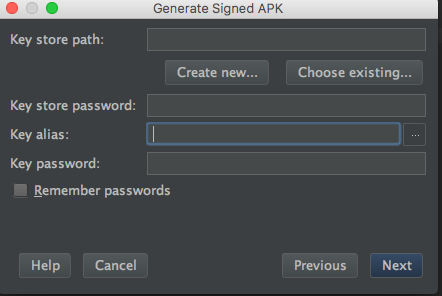 Generate Signed APK
Key store path:
Create new... Choose existing...
Key store password:
Key alias: ...
Key password:
Remember passwords
Help Cancel Previous Next